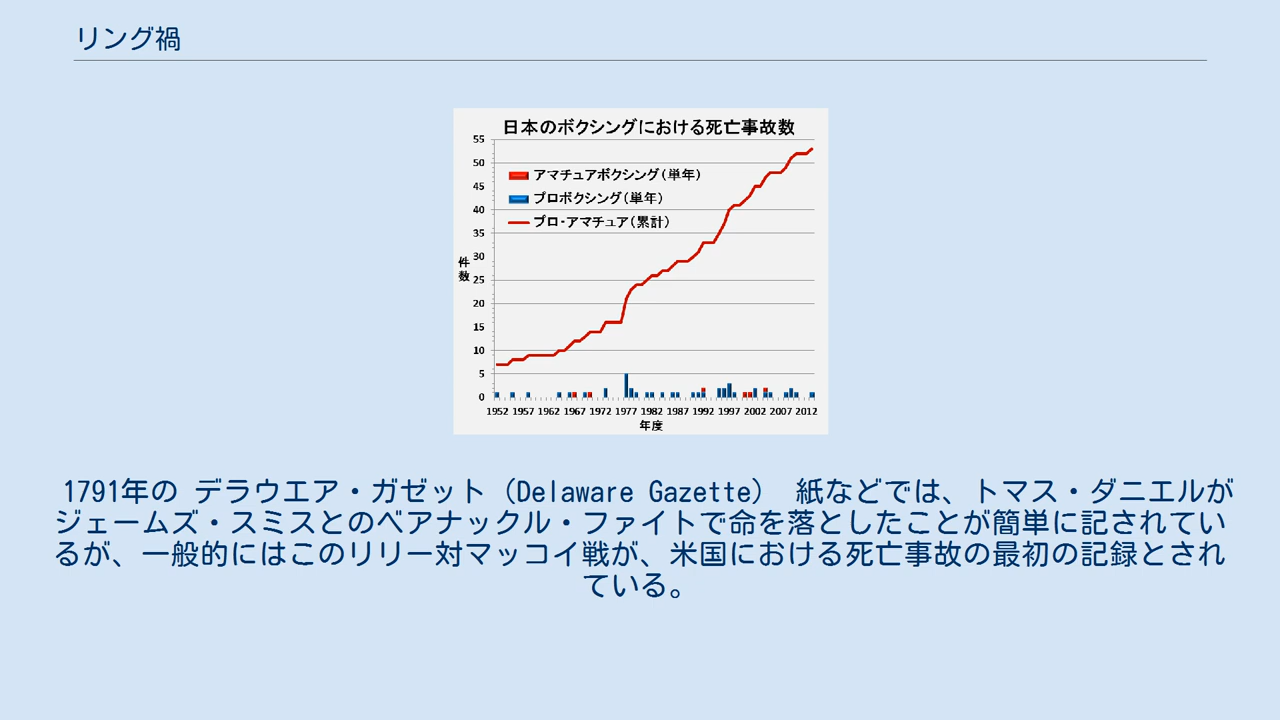 リング禍
日本のボクシングにおける死亡事故数
55
50
45
40
35
30
25
20
15
10
5
0
アマチュアボクシング（単年）
プロボクシング（単年）
プロ・アマチュア（累計）
件数
1952 1957 1962 1967 1972 1977 1982 1987 1992 1997 2002 2007 2012
年度
1791年の デラウエア・ガゼット（Delaware Gazette） 紙などでは、トマス・ダニエルが
ジェームズ・スミスとのベアナックル・ファイトで命を落としたことが簡単に記されてい
るが、一般的にはこのリリー対マッコイ戦が、米国における死亡事故の最初の記録とされ
ている。